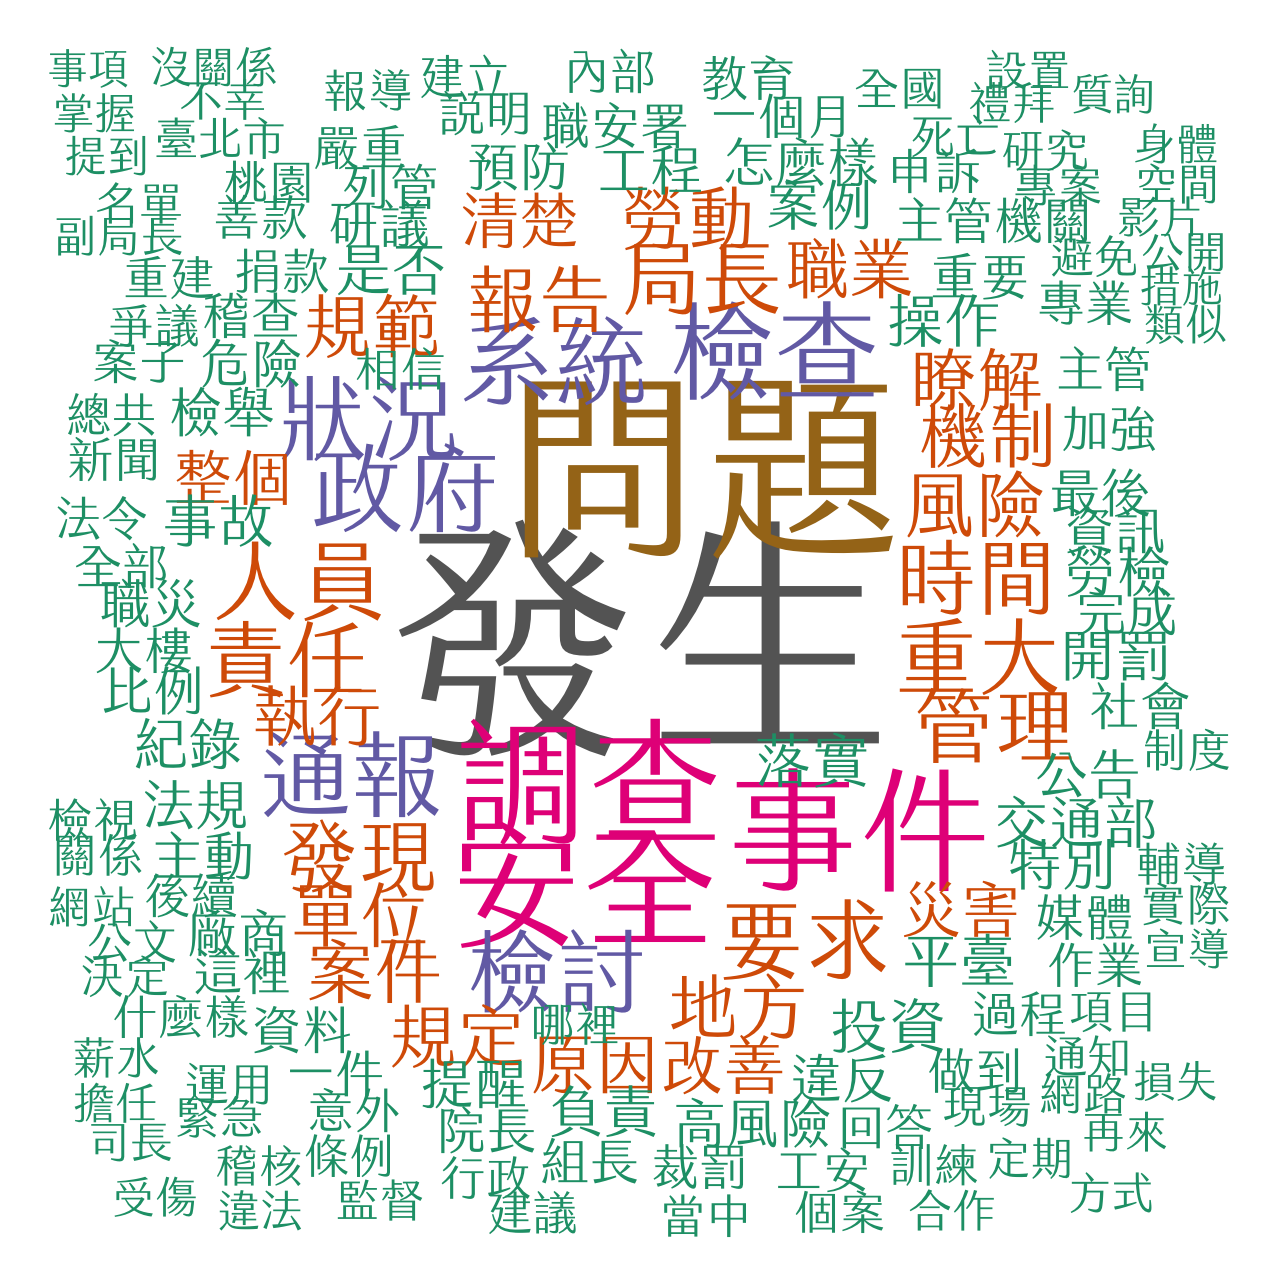 事項 沒關係 報導 建立 內部 教育 全國 設置
掌握 不幸 説明 職安署 一個月 禮拜 質詢
提到 臺北市 嚴重 預防 工程 怎麼樣 死亡 研究 身體
名單 桃園 列管 申訴 專案 空間
副局長 善款 研議 清楚 勞動 案例 主管機關 影片
重建 捐款 是否 報告 局長 職業 重要 避免 公開
爭議 稽查 規範 操作 專業 措施 類似
案子 危險 相信 系統 檢查 瞭解 主管
總共 檢舉 狀況 問題 機制 加強
新聞 整個 政府 風險 最後
法令 事故 資訊
全部 人員 發生 時間 勞檢
職災 完成
大樓 責任 重大 開罰
比例 執行 管理 社會
紀錄 通報 調查 落實 公告 制度
檢視 法規 事件 交通部
關係 主動 發現 安全 特別 輔導
網站 後續 單位 災害 媒體 實際
公文 廠商 案件 檢討 要求 平臺 作業 宣導
決定 這裡
什麼樣 資料 規定 哪裡 地方 投資 過程 項目
薪水 運用 一件 提醒 原因 改善 違反 做到 通知
擔任 緊急 意外 院長 負責 高風險 回答 現場 網路 損失
司長 稽核 條例 行政 組長 裁罰 工安 訓練 定期 再來
受傷 違法 監督 建議 當中 個案 合作 方式